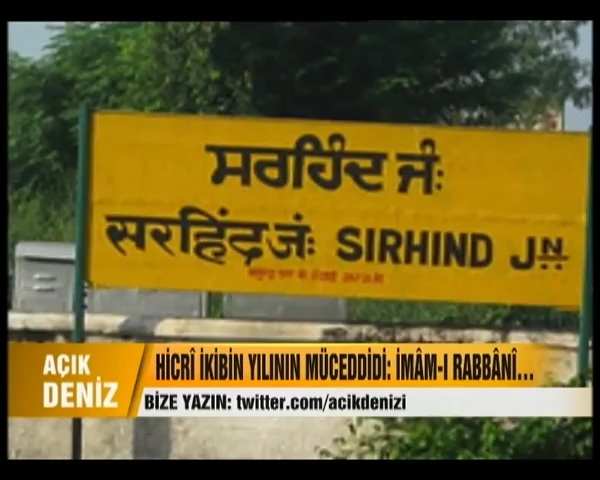 ਸਰਹਿੰਦ ਜੰ:
सरहिंद जं: SIRHIND JN
AÇIK DENİZ
HİCRÎ İKİBİN YILININ MÜCEDDİDİ: İMÂM-I RABBÂNÎ...
BİZE YAZIN: twitter.com/acikdenizi